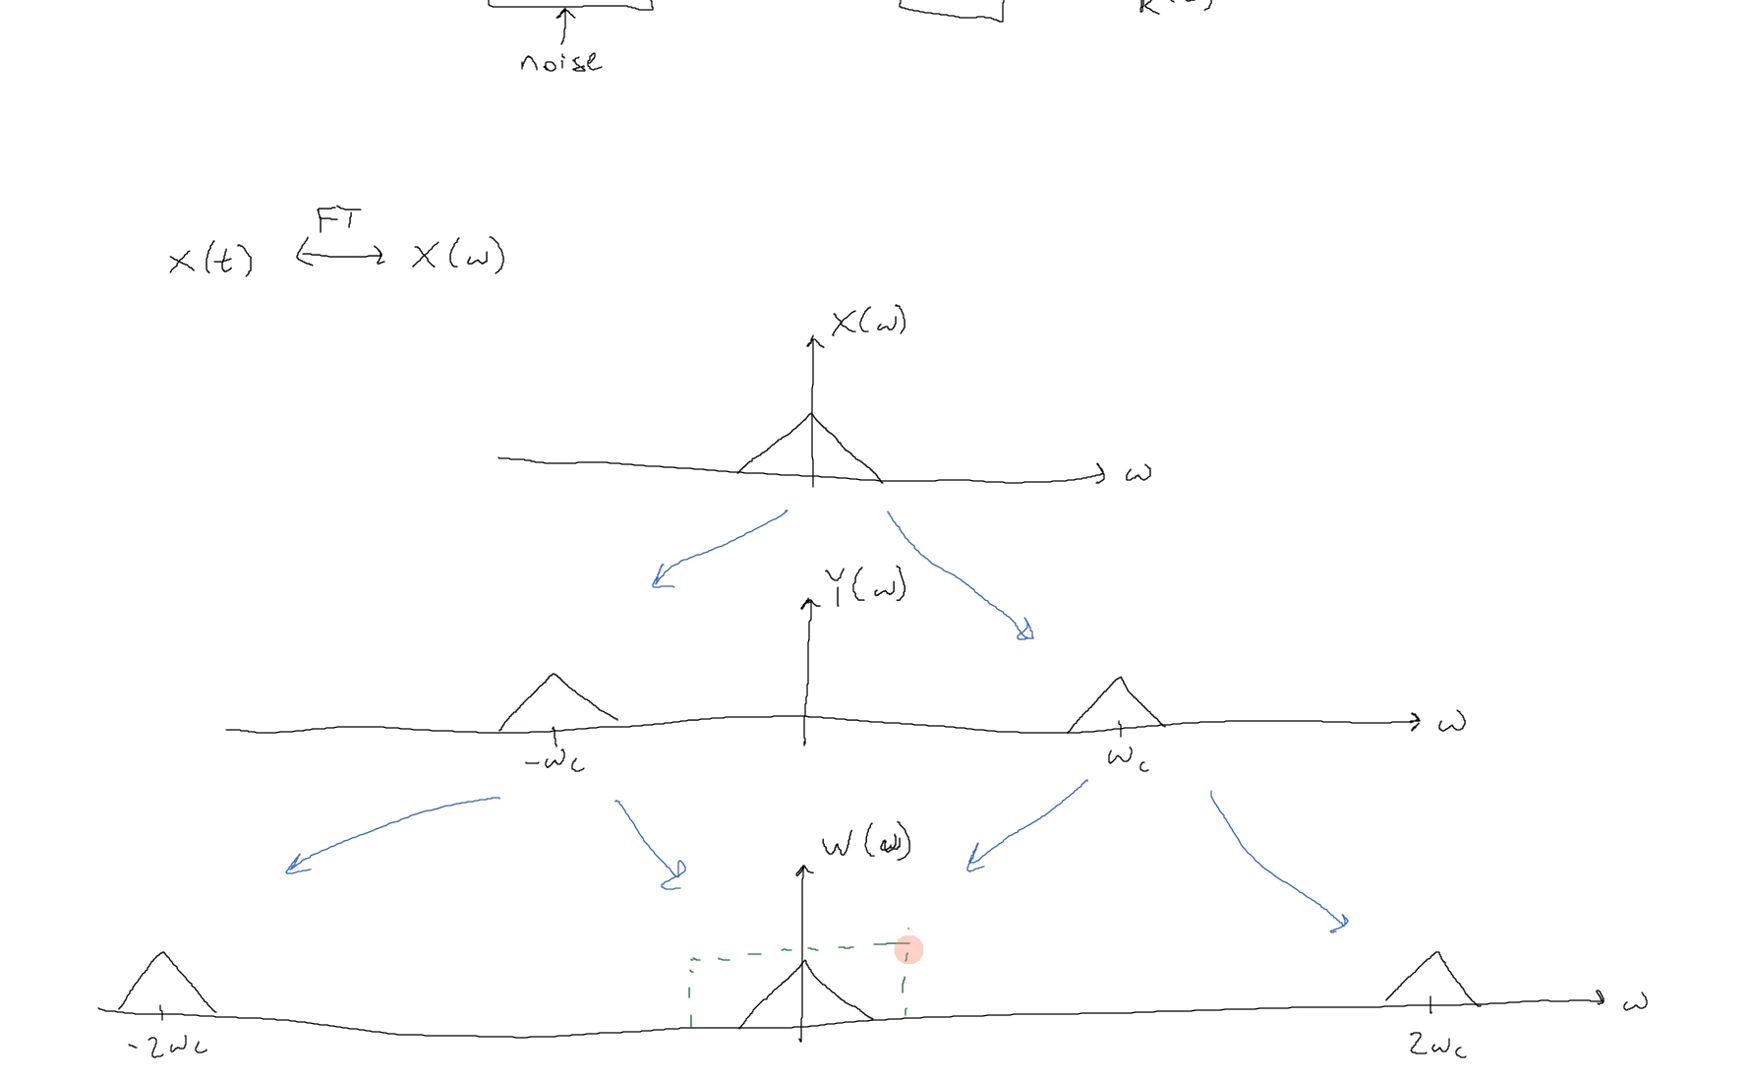 noise
FT
x(t) ⟷ X(ω)
X(ω)
ω
Y(ω)
ω
-ωc
ωc
W(ω)
ω
-2ωc
2ωc